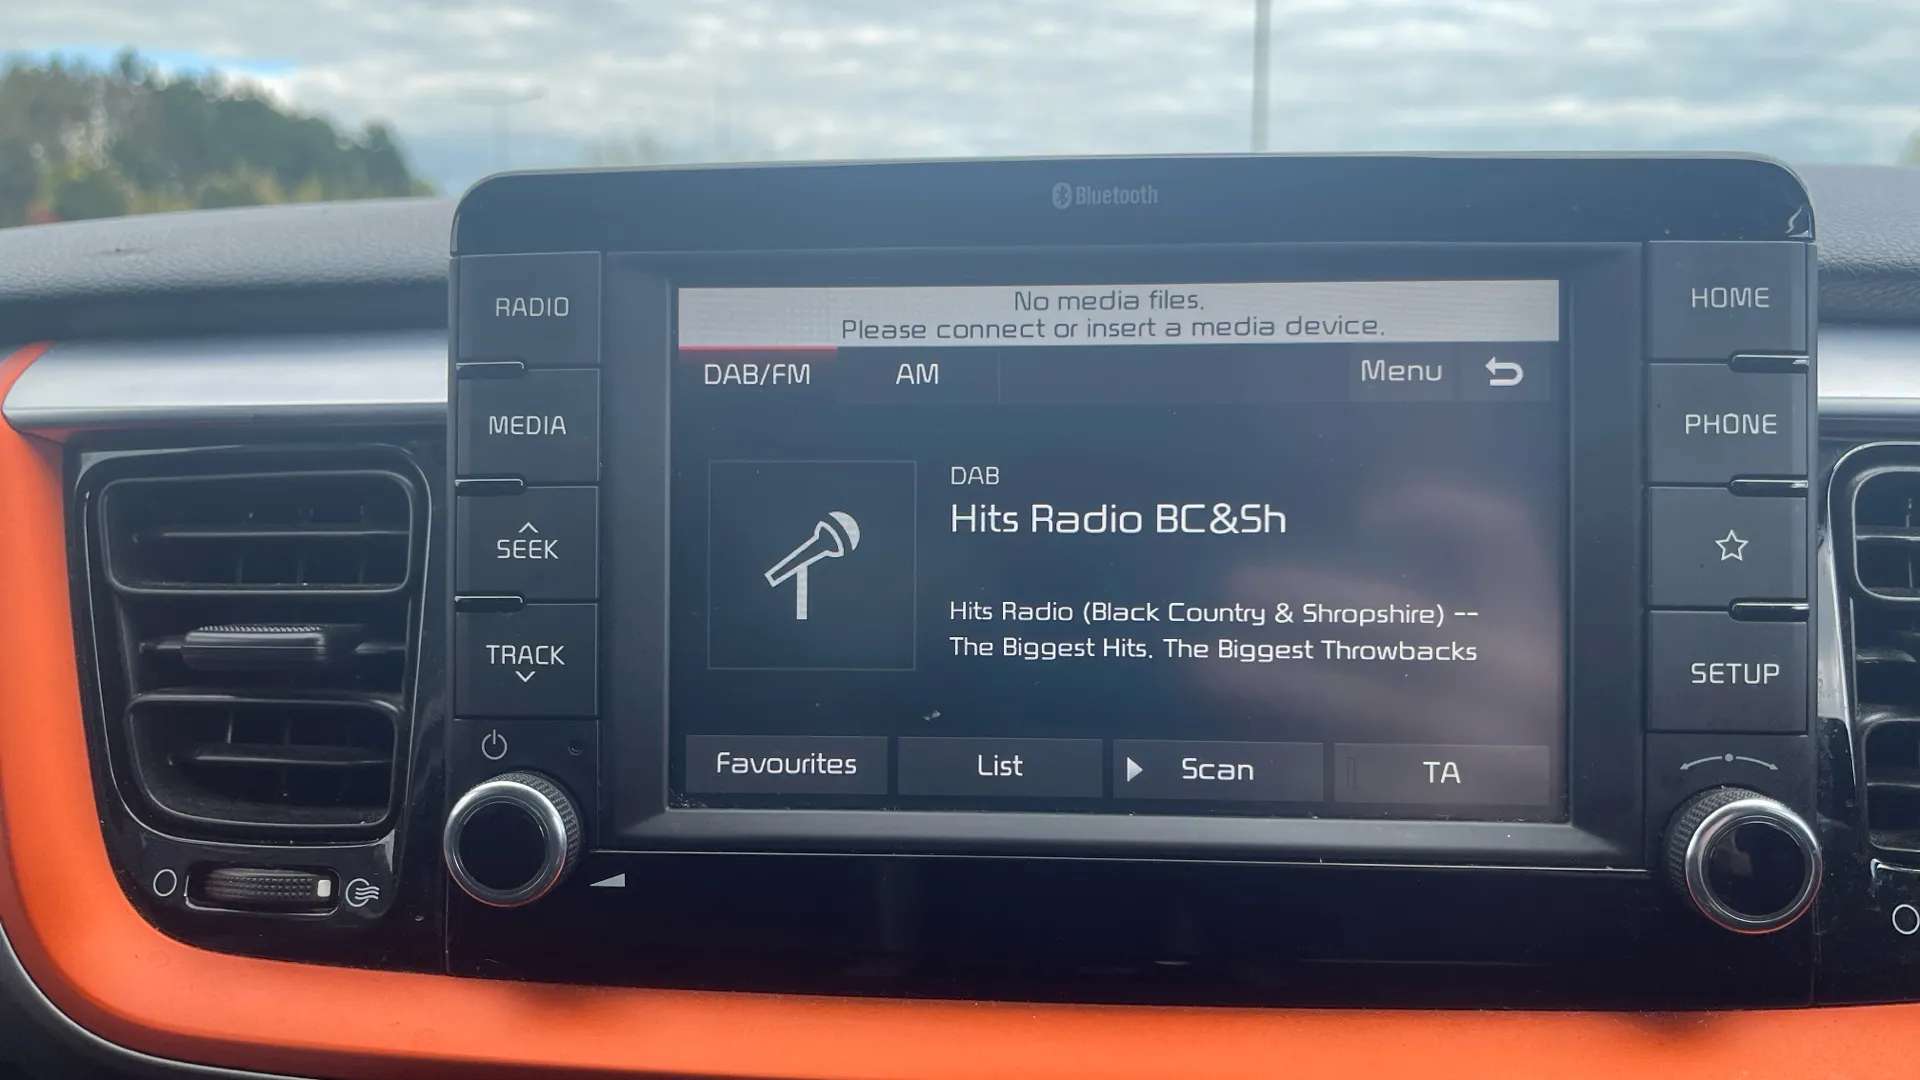 Bluetooth
RADIO
MEDIA
SEEK
TRACK
No media files.
Please connect or insert a media device.
DAB/FM
AM
Menu
DAB
Hits Radio BC&Sh
Hits Radio (Black Country & Shropshire) --
The Biggest Hits. The Biggest Throwbacks
Favourites
List
Scan
TA
HOME
PHONE
SETUP